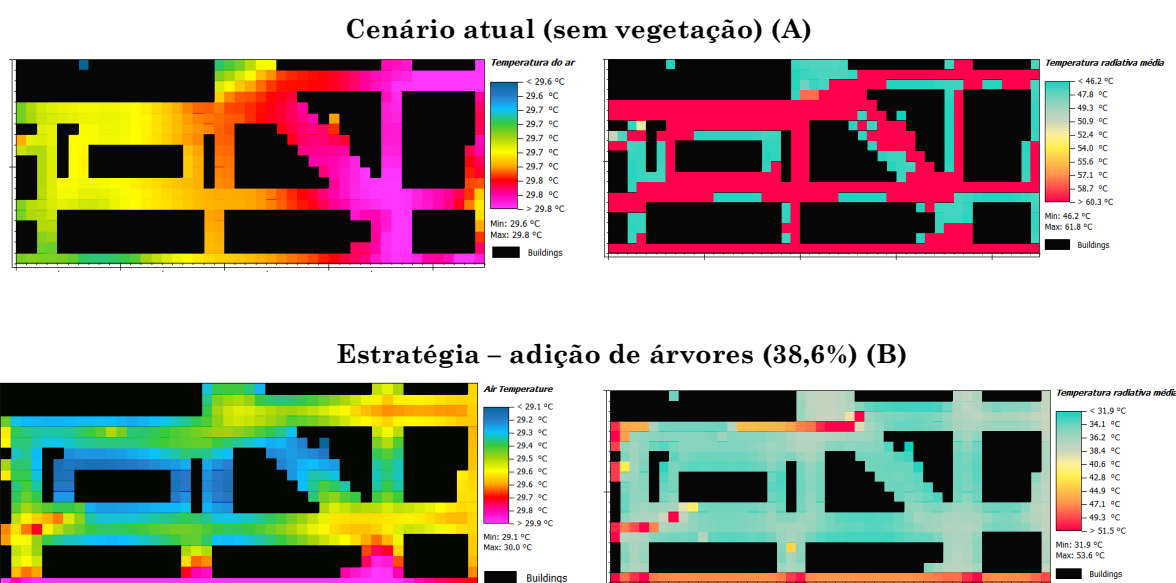 Cenário atual (sem vegetação) (A)
Temperatura do ar
< 29.6 °C
29.6 °C
29.7 °C
29.7 °C
29.7 °C
29.7 °C
29.7 °C
29.8 °C
29.8 °C
> 29.8 °C
Min: 29.6 °C
Max: 29.8 °C
Buildings
Temperatura radiativa média
< 46.2 °C
47.8 °C
49.3 °C
50.9 °C
52.4 °C
54.0 °C
55.6 °C
57.1 °C
58.7 °C
> 60.3 °C
Min: 46.2 °C
Max: 61.8 °C
Buildings
Estratégia – adição de árvores (38,6%) (B)
Air Temperature
< 29.1 °C
29.2 °C
29.3 °C
29.4 °C
29.5 °C
29.6 °C
29.7 °C
29.8 °C
> 29.9 °C
Min: 29.1 °C
Max: 30.0 °C
Buildings
Temperatura radiativa média
< 31.9 °C
34.1 °C
36.2 °C
38.4 °C
40.6 °C
42.8 °C
44.9 °C
47.1 °C
49.3 °C
> 51.5 °C
Min: 31.9 °C
Max: 53.6 °C
Buildings